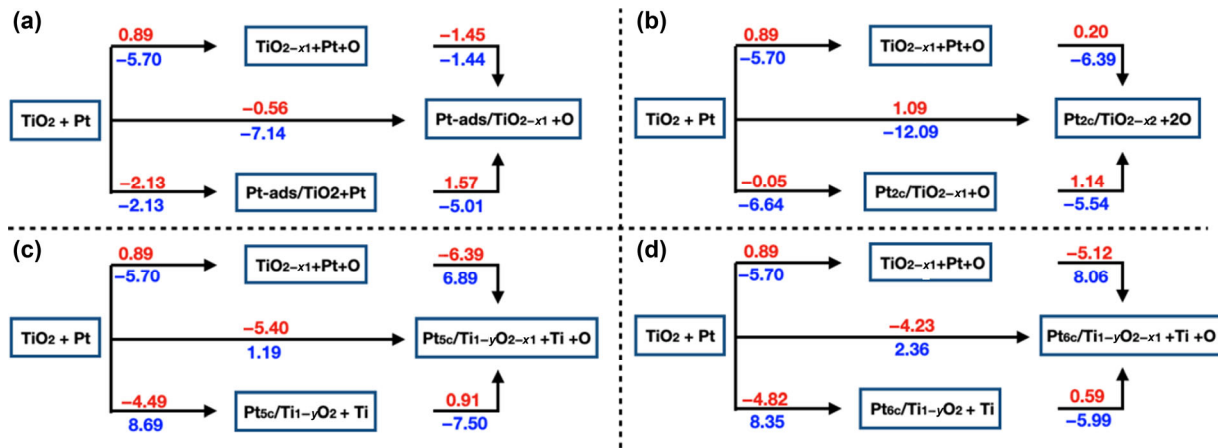 (a)
0.89
−5.70
TiO2−x1+Pt+O
−1.45
−1.44
TiO2 + Pt
−0.56
−7.14
Pt-ads/TiO2−x1 +O
−2.13
−2.13
Pt-ads/TiO2+Pt
1.57
−5.01
(b)
0.89
−5.70
TiO2−x1+Pt+O
0.20
−6.39
TiO2 + Pt
1.09
−12.09
Pt2c/TiO2−x2 +2O
−0.05
−6.64
Pt2c/TiO2−x1+O
1.14
−5.54
(c)
0.89
−5.70
TiO2−x1+Pt+O
−6.39
6.89
TiO2 + Pt
−5.40
1.19
Pt5c/Ti1−yO2−x1 +Ti +O
−4.49
8.69
Pt5c/Ti1−yO2 + Ti
0.91
−7.50
(d)
0.89
−5.70
TiO2−x1+Pt+O
−5.12
8.06
TiO2 + Pt
−4.23
2.36
Pt6c/Ti1−yO2−x1 +Ti +O
−4.82
8.35
Pt6c/Ti1−yO2 + Ti
0.59
−5.99